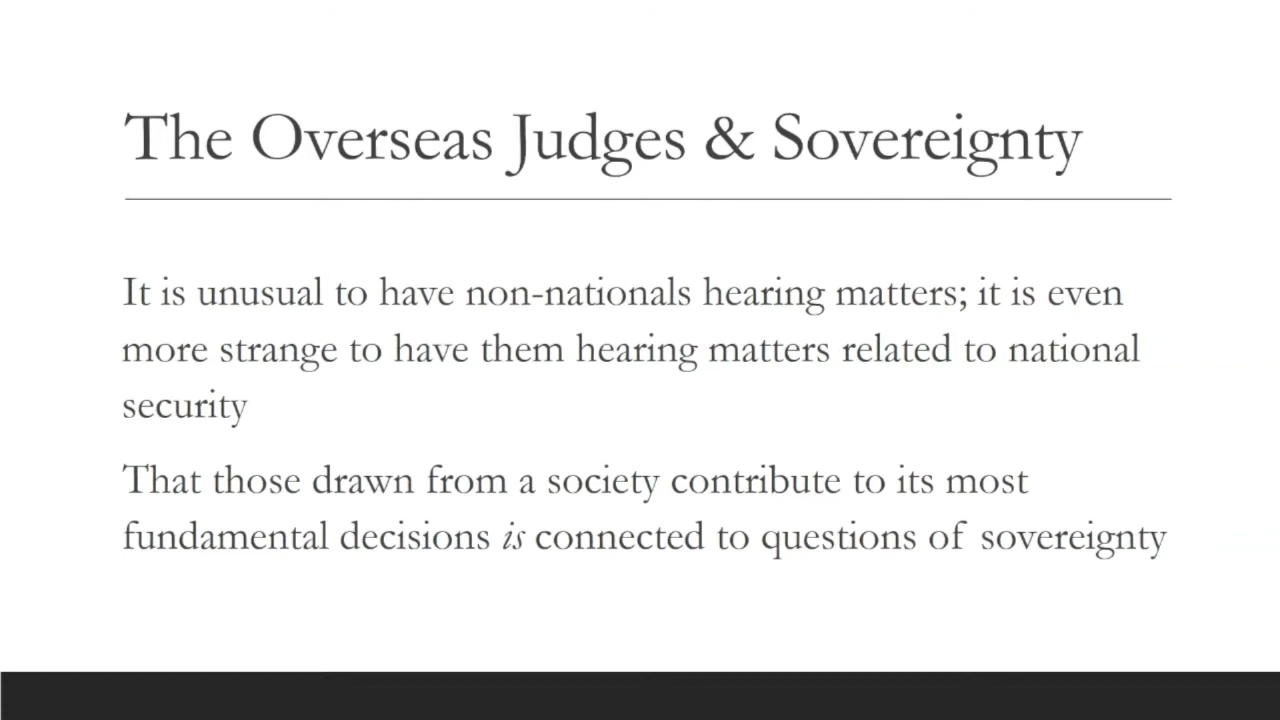 The Overseas Judges & Sovereignty
It is unusual to have non-nationals hearing matters; it is even
more strange to have them hearing matters related to national
security
That those drawn from a society contribute to its most
fundamental decisions is connected to questions of sovereignty